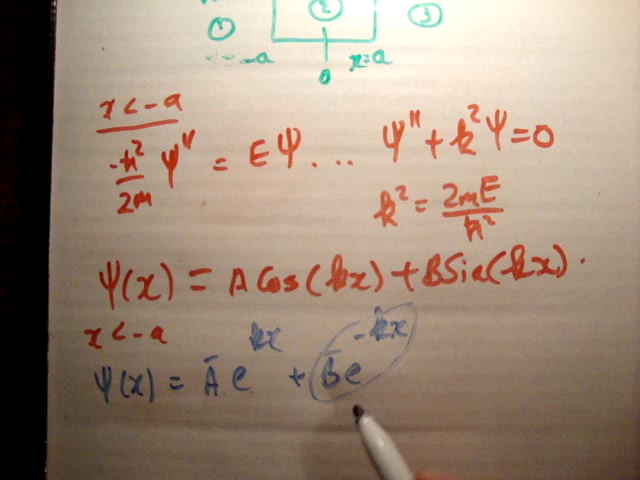 ① ② ③
-a 0 x=a
x < -a
-ħ²/2m ψ'' = Eψ ... ψ'' + k²ψ = 0
k² = 2mE/ħ²
ψ(x) = A Cos(kx) + B Sin(kx).
x < -a
ψ(x) = Ā e^{kx} + B̄ e^{-kx}